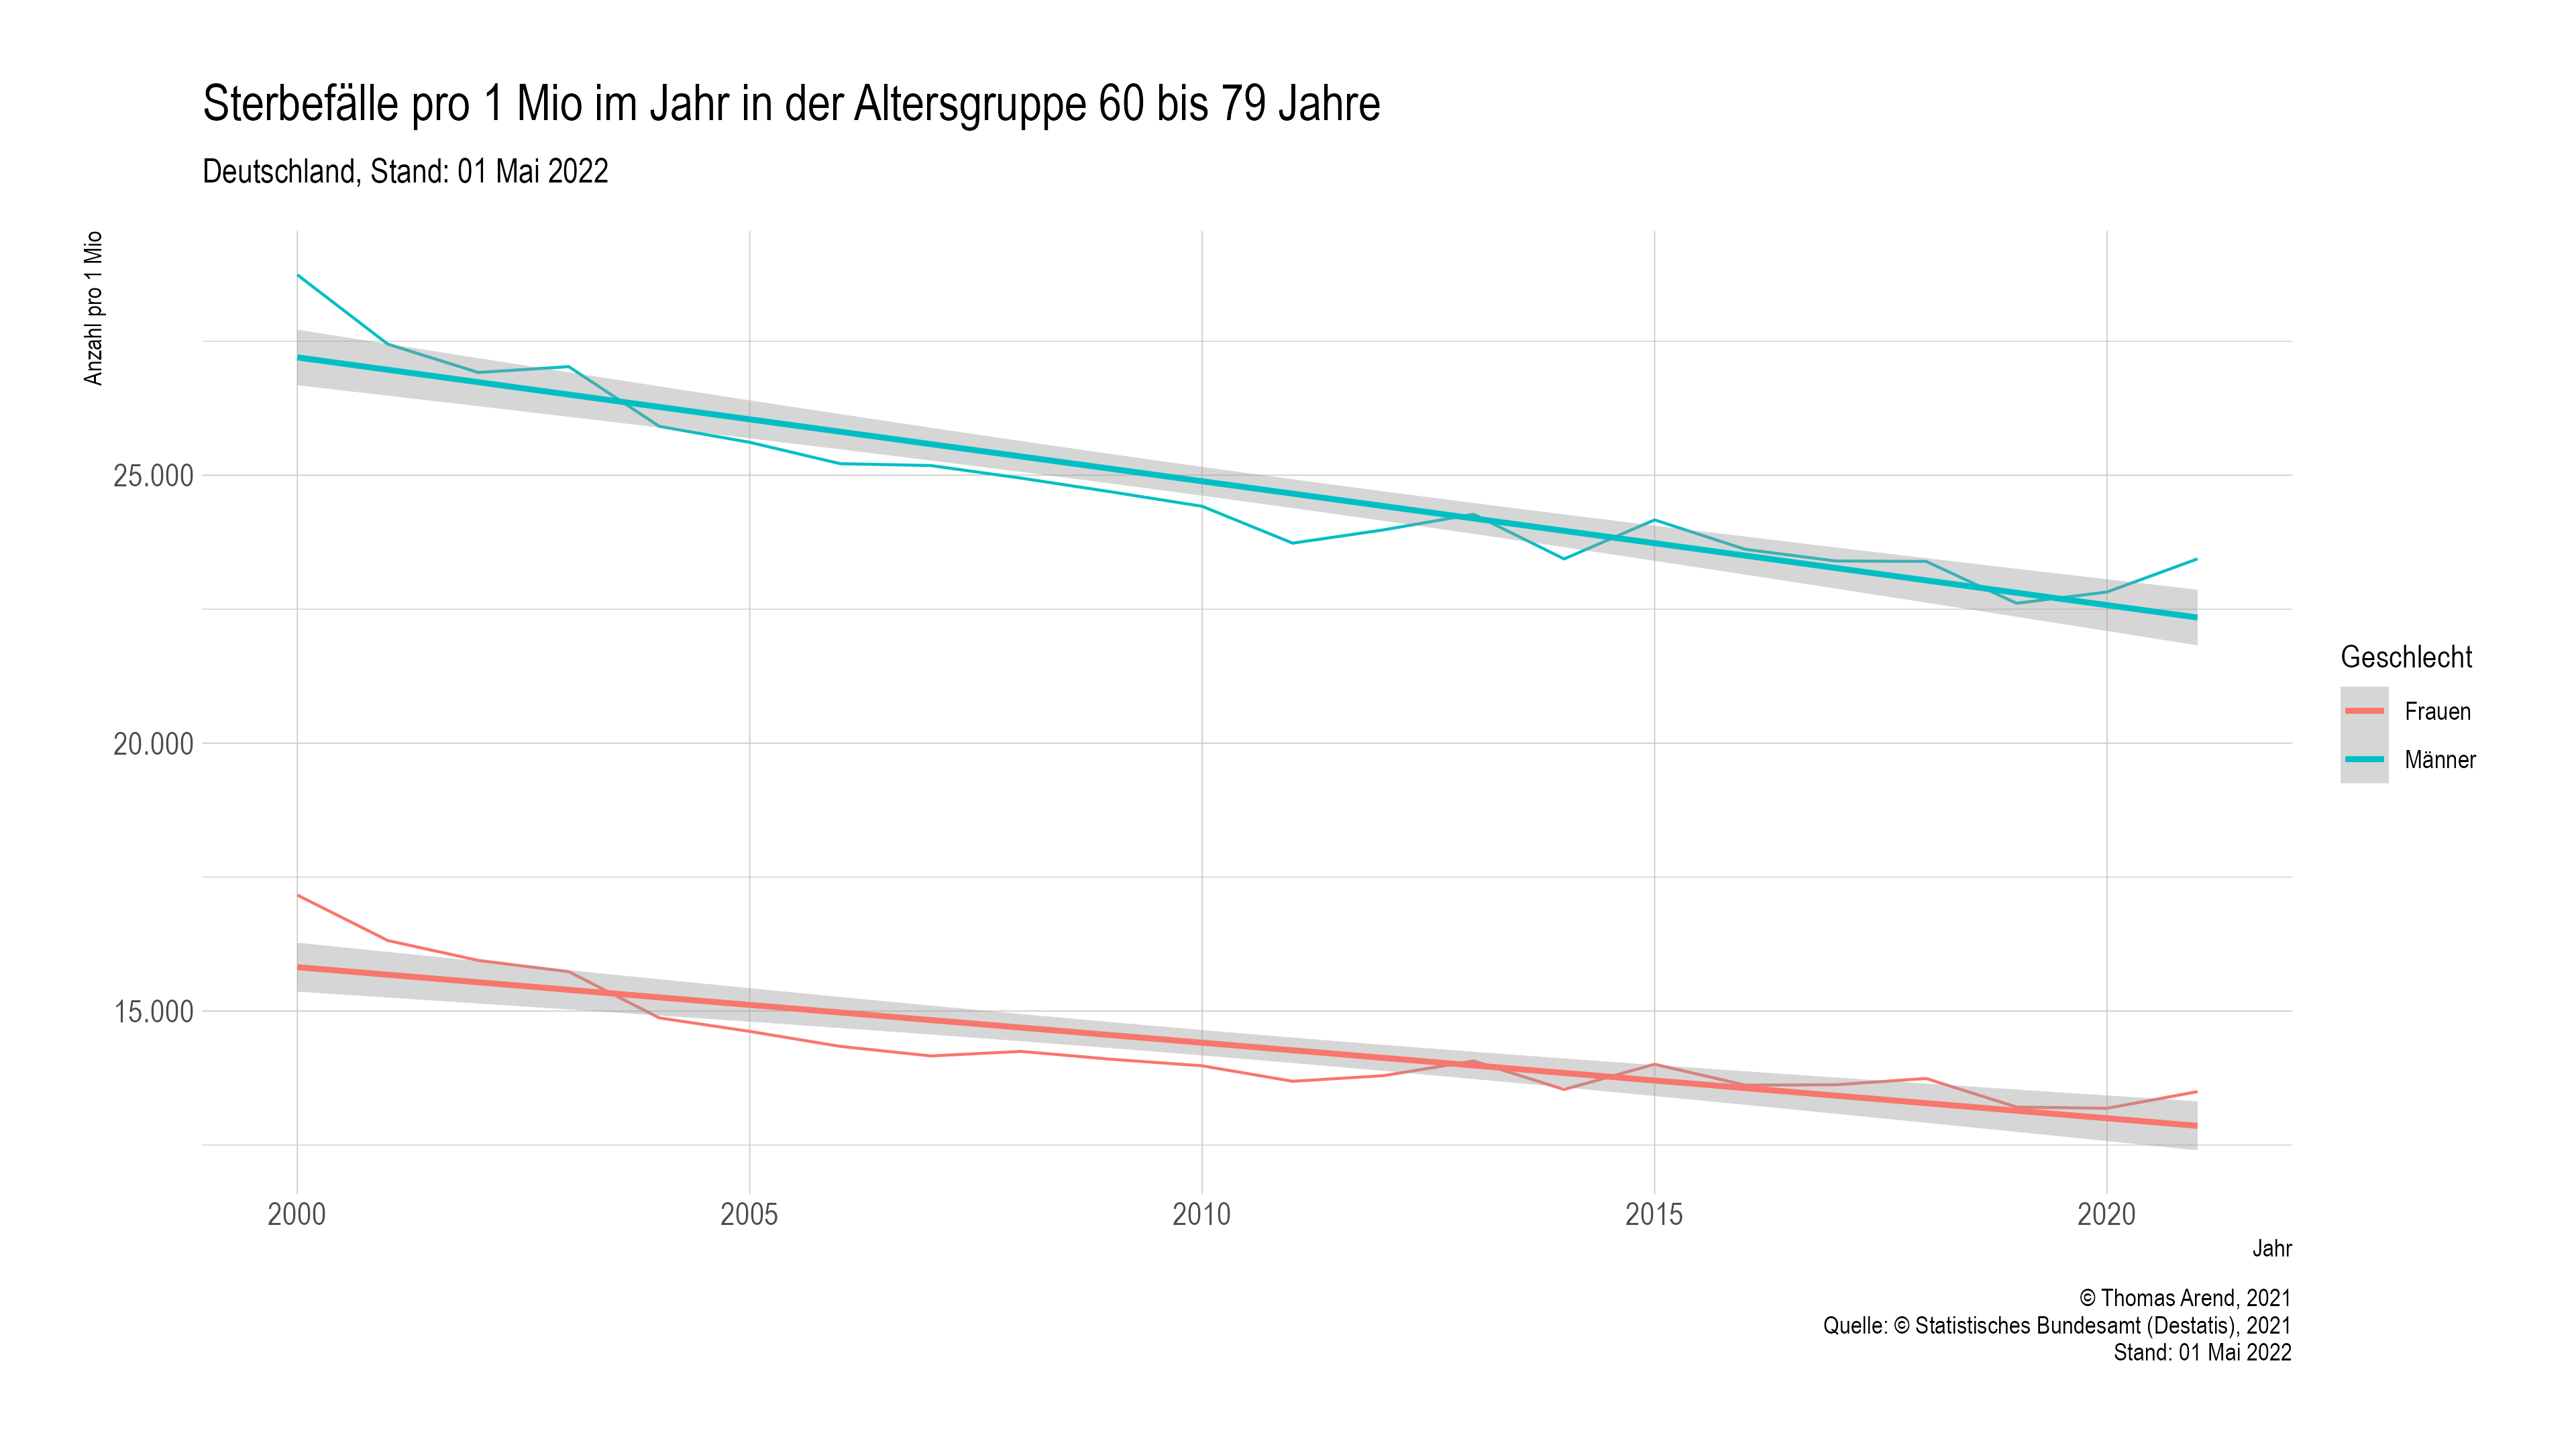 Sterbefälle pro 1 Mio im Jahr in der Altersgruppe 60 bis 79 Jahre
Deutschland, Stand: 01 Mai 2022
Anzahl pro 1 Mio
25.000
20.000
15.000
2000
2005
2010
2015
2020
Jahr
Geschlecht
Frauen
Männer
© Thomas Arend, 2021
Quelle: © Statistisches Bundesamt (Destatis), 2021
Stand: 01 Mai 2022